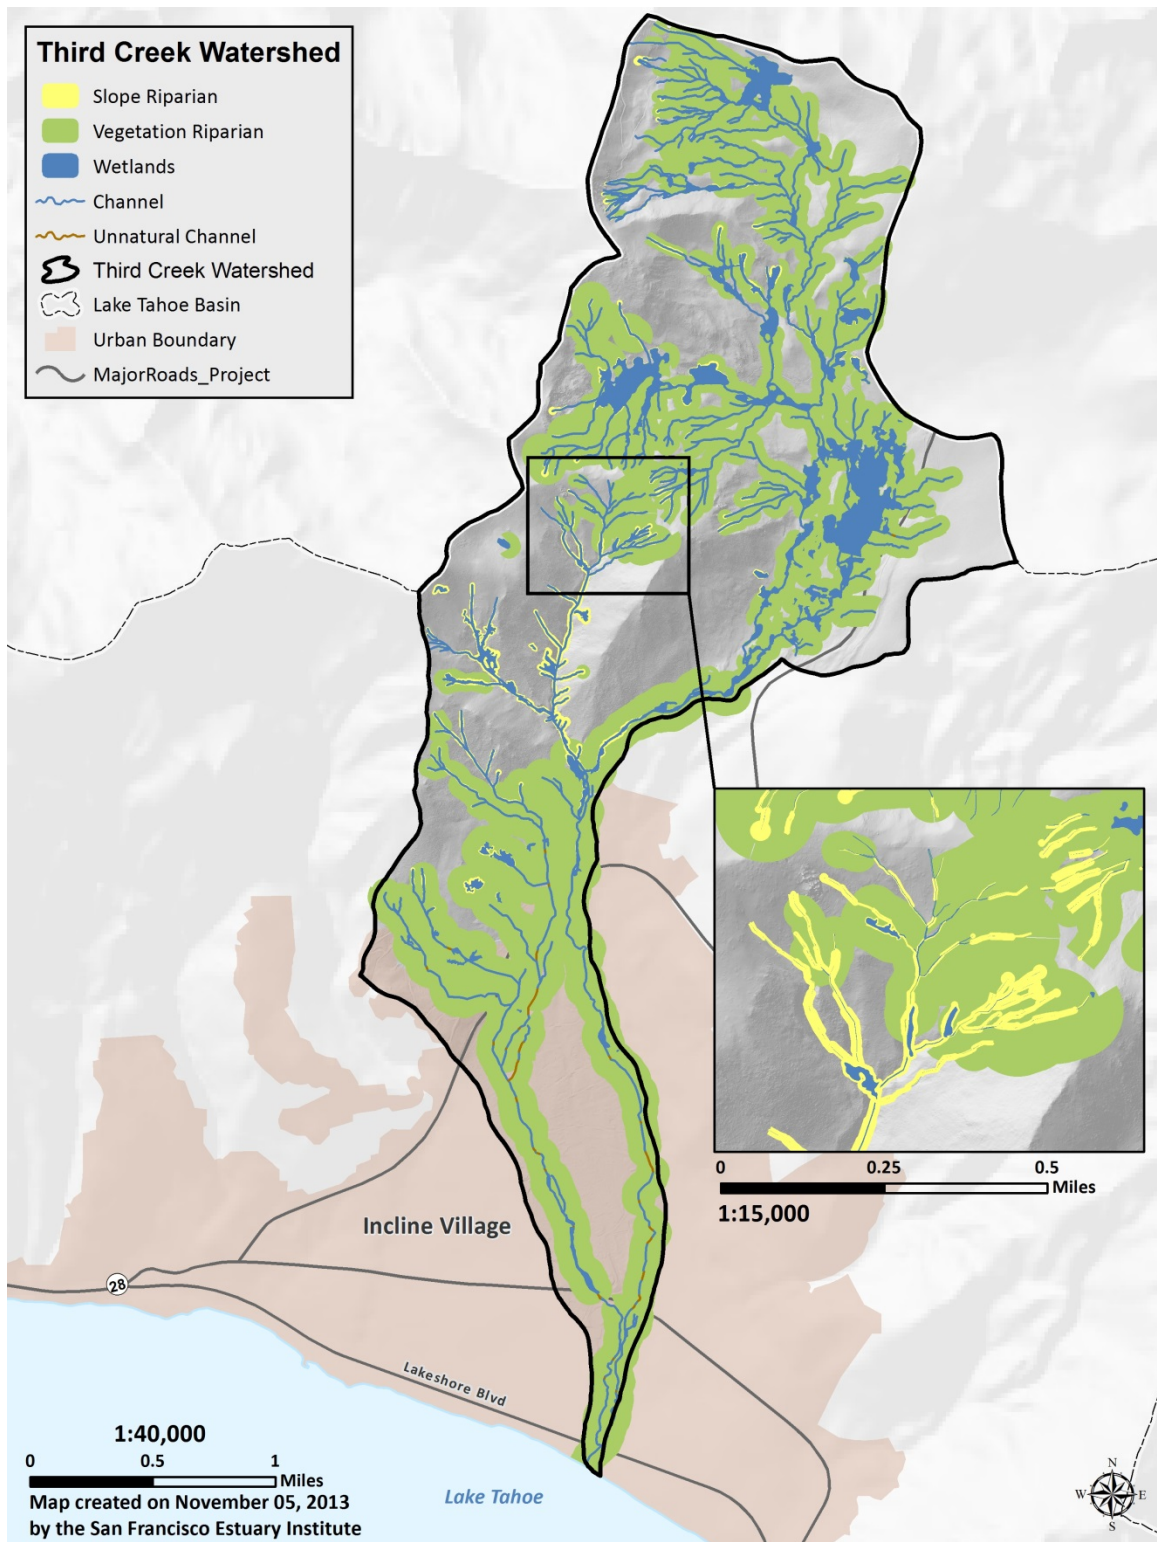 Third Creek Watershed
Slope Riparian
Vegetation Riparian
Wetlands
Channel
Unnatural Channel
Third Creek Watershed
Lake Tahoe Basin
Urban Boundary
MajorRoads_Project
0 0.25 0.5
Miles
1:15,000
Incline Village
28
Lakeshore Blvd
1:40,000
0 0.5 1
Miles
Map created on November 05, 2013
by the San Francisco Estuary Institute
Lake Tahoe
N
W E
S